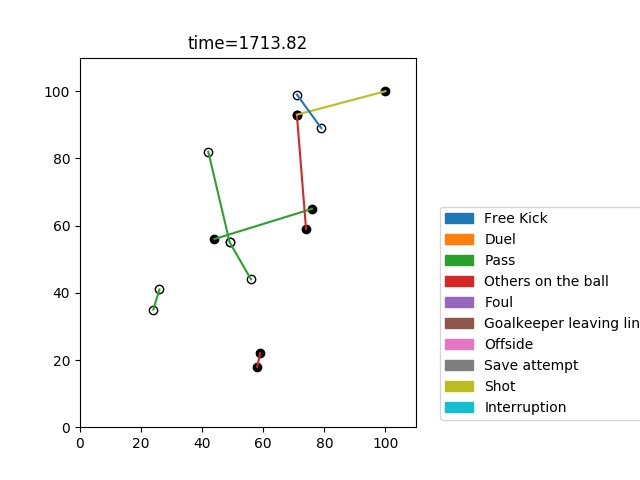 time=1713.82
100
80
60
40
20
0
0 20 40 60 80 100
Free Kick
Duel
Pass
Others on the ball
Foul
Goalkeeper leaving lin
Offside
Save attempt
Shot
Interruption